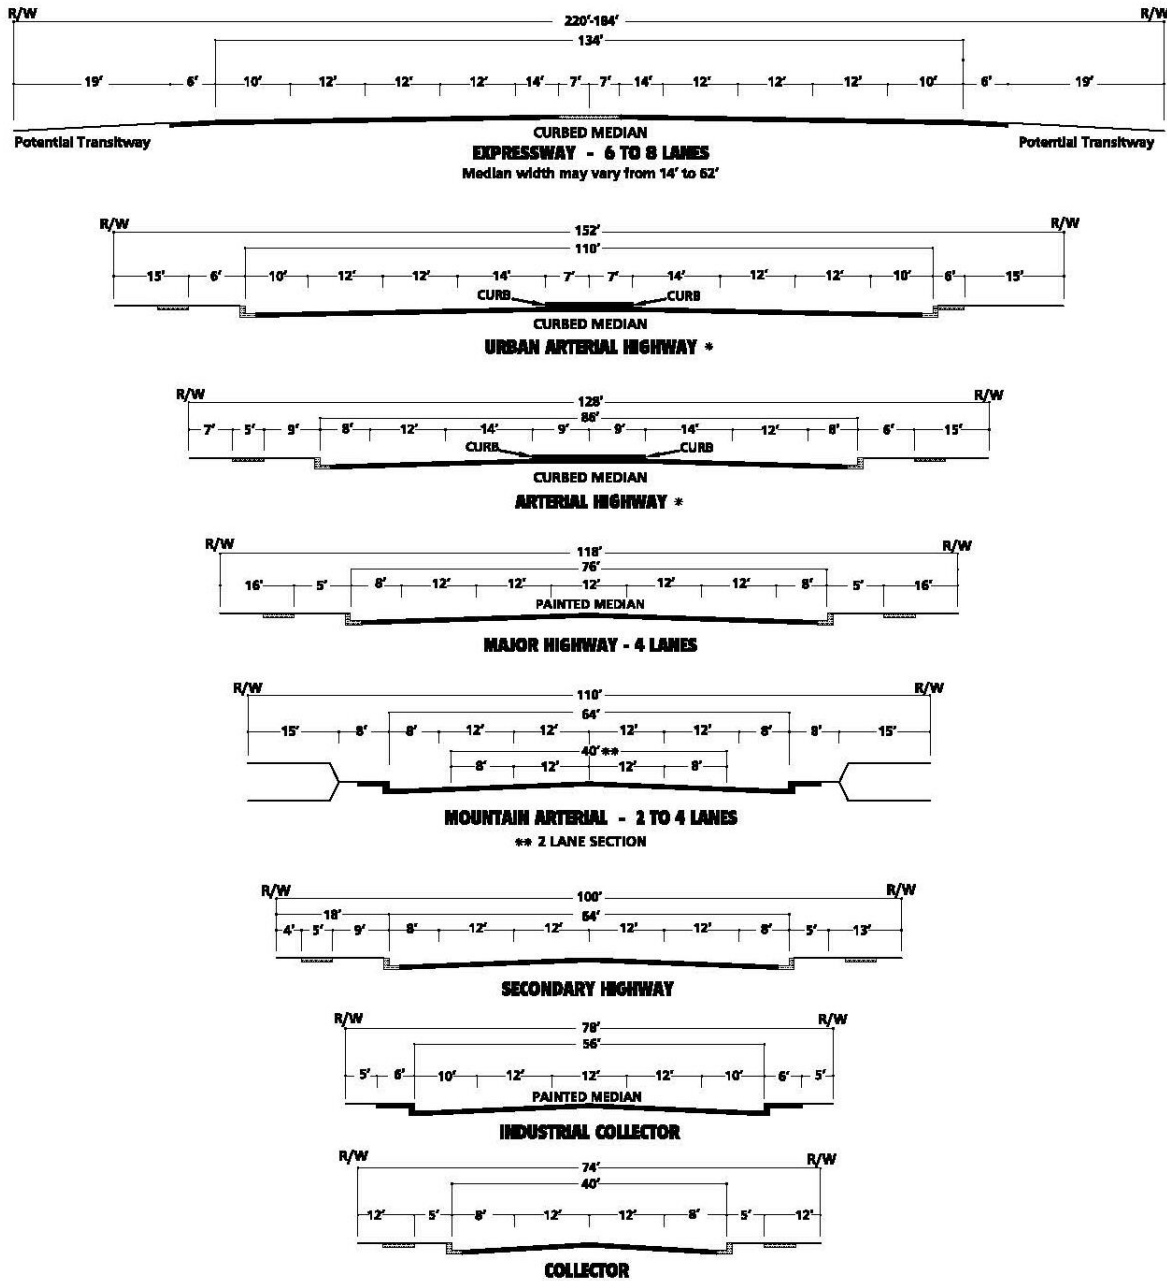 R/W 220'-184' R/W
134'
19' 6' 10' 12' 12' 12' 14' 7' 7' 14' 12' 12' 12' 10' 6' 19'
Potential Transitway CURBED MEDIAN Potential Transitway
EXPRESSWAY - 6 TO 8 LANES
Median width may vary from 14' to 62'
R/W 152' R/W
110'
15' 6' 10' 12' 12' 14' 7' 7' 14' 12' 12' 10' 6' 15'
CURB CURB
CURBED MEDIAN
URBAN ARTERIAL HIGHWAY *
R/W 128' R/W
86'
7' 5' 9' 8' 12' 14' 9' 9' 14' 12' 8' 6' 15'
CURB CURB
CURBED MEDIAN
ARTERIAL HIGHWAY *
R/W 118' R/W
76'
16' 5' 8' 12' 12' 12' 12' 12' 8' 5' 16'
PAINTED MEDIAN
MAJOR HIGHWAY - 4 LANES
R/W 110' R/W
64'
15' 8' 8' 12' 12' 12' 12' 8' 8' 15'
40' **
8' 12' 12' 8'
MOUNTAIN ARTERIAL - 2 TO 4 LANES
** 2 LANE SECTION
R/W 100' R/W
18' 64'
4' 5' 9' 8' 12' 12' 12' 12' 8' 5' 13'
SECONDARY HIGHWAY
R/W 78' R/W
56'
5' 6' 10' 12' 12' 12' 10' 6' 5'
PAINTED MEDIAN
INDUSTRIAL COLLECTOR
R/W 74' R/W
40'
12' 5' 8' 12' 12' 8' 5' 12'
COLLECTOR